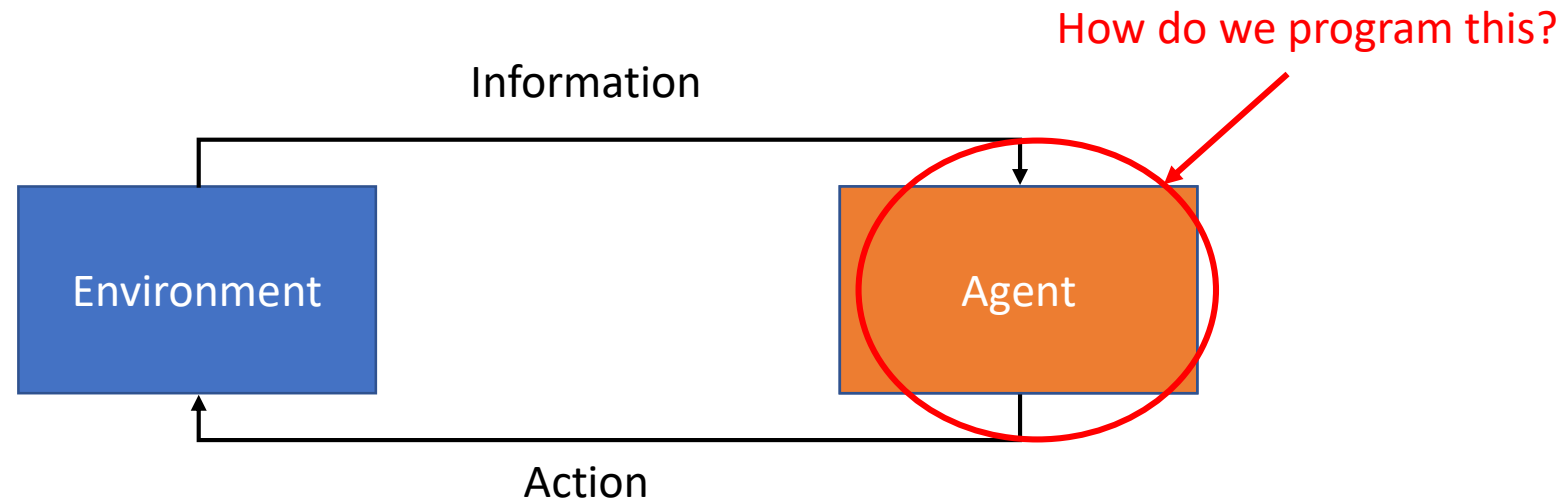 How do we program this?
Information
Environment
Agent
Action